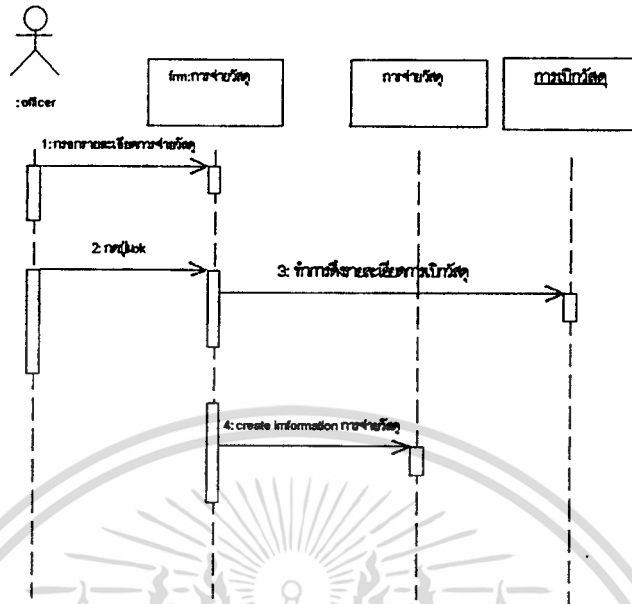 :officer
frm:การจ่ายวัสดุ
การจ่ายวัสดุ
การเบิกวัสดุ
1: กรอกรายละเอียดการจ่ายวัสดุ
2: กดปุ่มok
3: ทำการดึงรายละเอียดการเบิกวัสดุ
4: create imformation การจ่ายวัสดุ